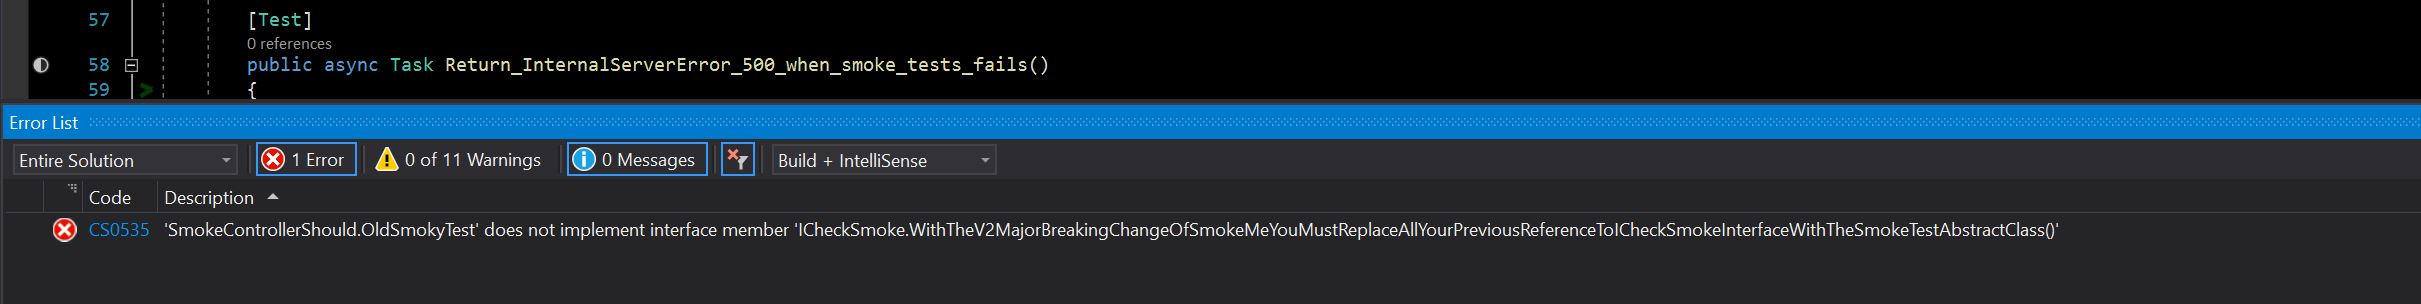 57 [Test]
0 references
58 public async Task Return_InternalServerError_500_when_smoke_tests_fails()
59 {
Error List
Entire Solution 1 Error 0 of 11 Warnings 0 Messages Build + IntelliSense
Code Description
CS0535 'SmokeControllerShould.OldSmokyTest' does not implement interface member 'ICheckSmoke.WithTheV2MajorBreakingChangeOfSmokeMeYouMustReplaceAllYourPreviousReferenceToICheckSmokeInterfaceWithTheSmokeTestAbstractClass()'